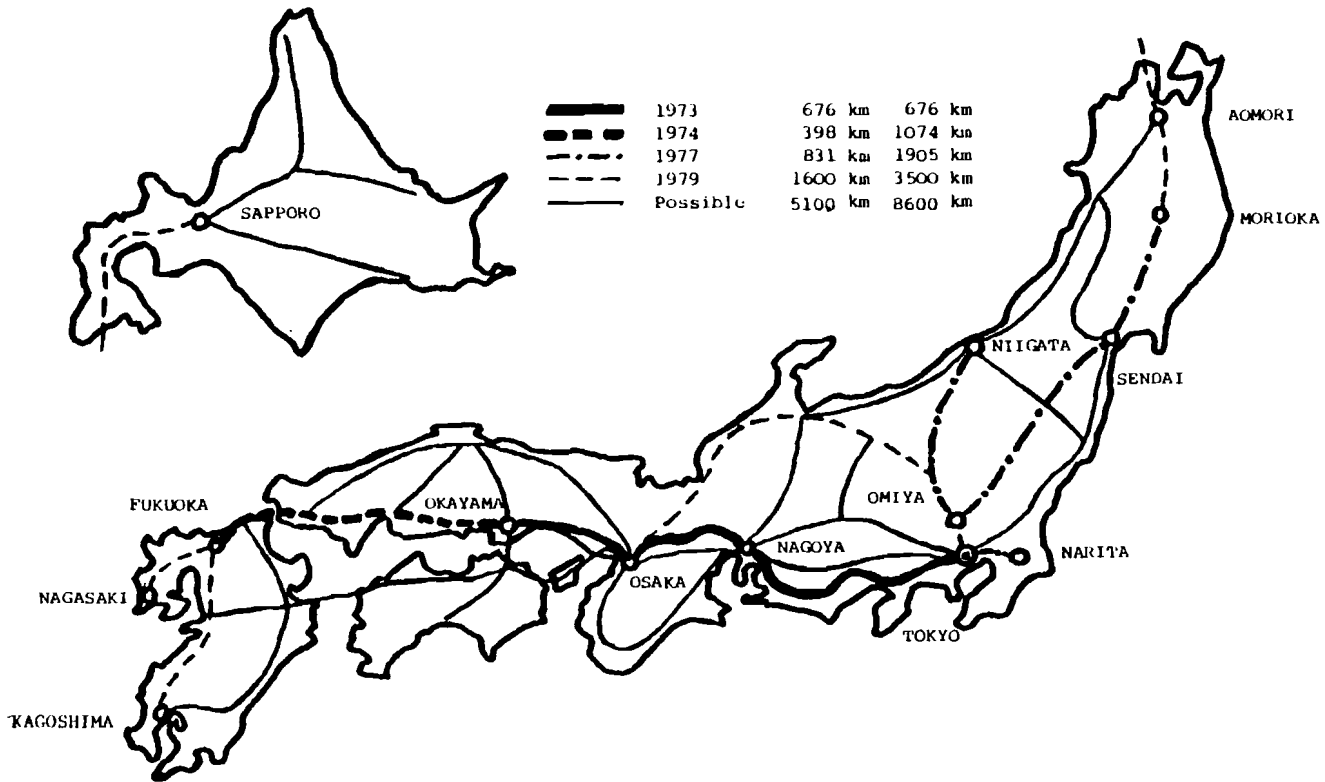 1973 676 km 676 km
1974 398 km 1074 km
1977 831 km 1905 km
1979 1600 km 3500 km
Possible 5100 km 8600 km
AOMORI
SAPPORO
MORIOKA
NIIGATA
SENDAI
FUKUOKA
OKAYAMA
OMIYA
NAGOYA
NARITA
OSAKA
NAGASAKI
TOKYO
KAGOSHIMA